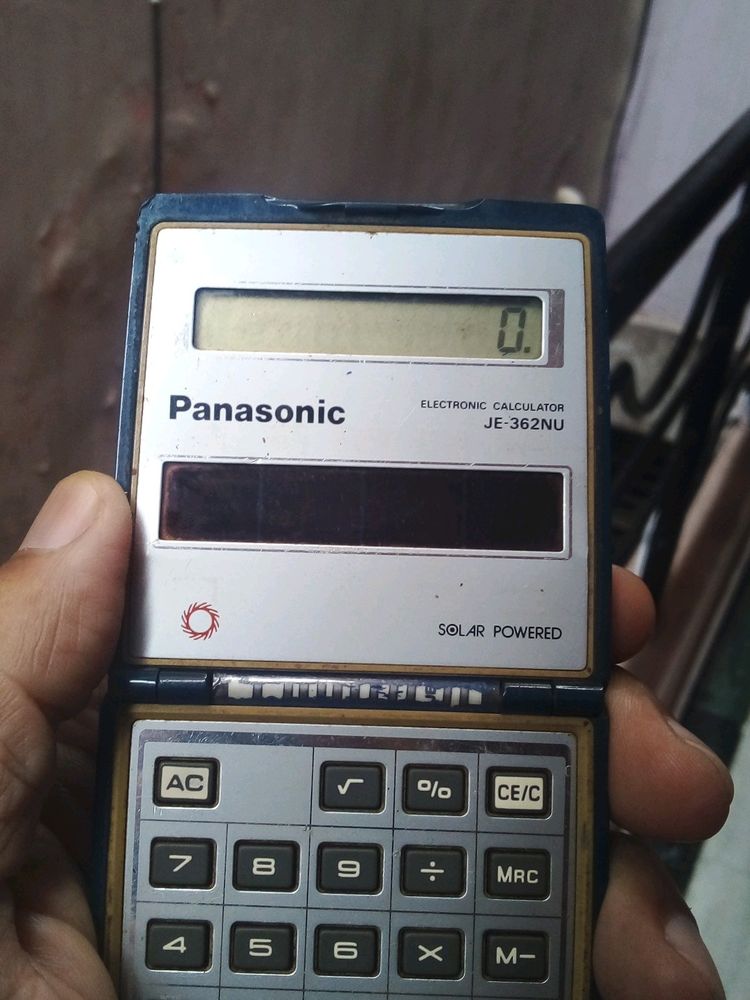 0.
Panasonic
ELECTRONIC CALCULATOR
JE-362NU
SOLAR POWERED
AC √ % CE/C
7 8 9 ÷ MRC
4 5 6 × M−